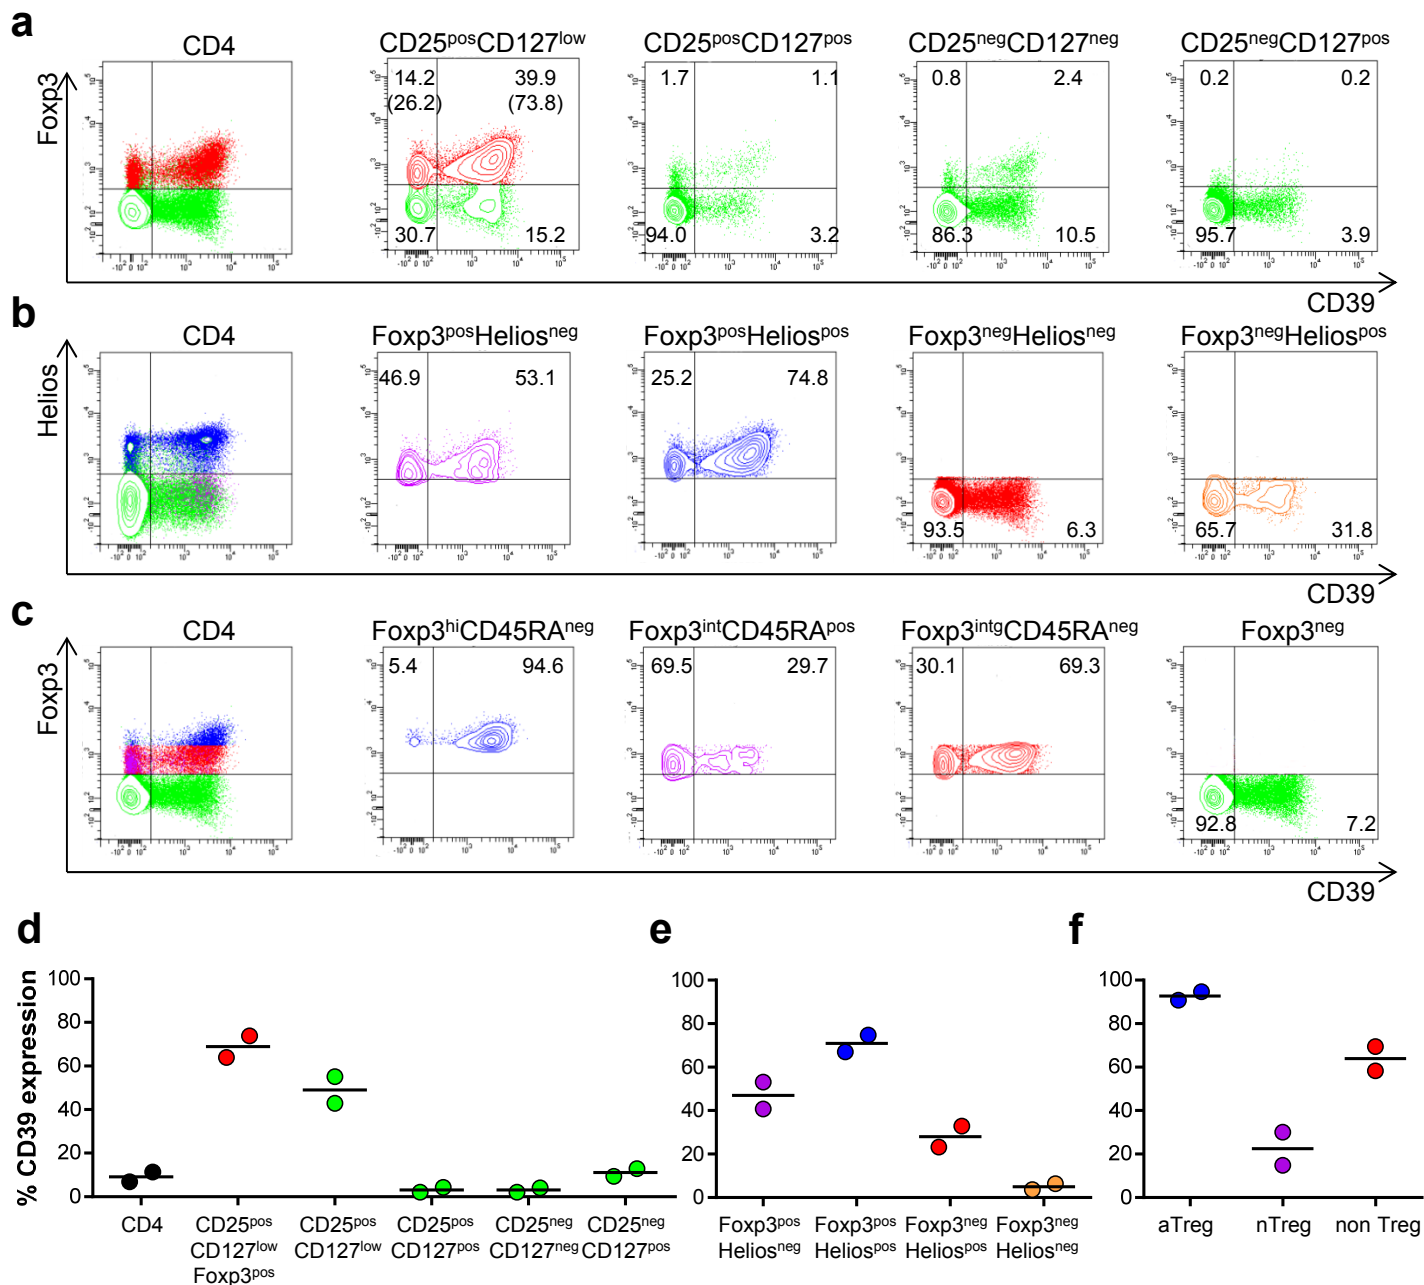 a
CD4
CD25posCD127low
CD25posCD127pos
CD25negCD127neg
CD25negCD127pos
Foxp3
14.2
(26.2)
39.9
(73.8)
30.7
15.2
1.7
1.1
94.0
3.2
0.8
2.4
86.3
10.5
0.2
0.2
95.7
3.9
CD39
b
CD4
Foxp3posHeliosneg
Foxp3posHeliospos
Foxp3negHeliosneg
Foxp3negHeliospos
Helios
46.9
53.1
25.2
74.8
93.5
6.3
65.7
31.8
CD39
c
CD4
Foxp3hiCD45RAneg
Foxp3intCD45RApos
Foxp3intgCD45RAneg
Foxp3neg
Foxp3
5.4
94.6
69.5
29.7
30.1
69.3
92.8
7.2
CD39
d
% CD39 expression
100
80
60
40
20
0
CD4
CD25pos
CD127low
Foxp3pos
CD25pos
CD127low
CD25pos
CD127pos
CD25neg
CD127neg
CD25neg
CD127pos
e
100
80
60
40
20
0
Foxp3pos
Heliosneg
Foxp3pos
Heliospos
Foxp3neg
Heliospos
Foxp3neg
Heliosneg
f
100
80
60
40
20
0
aTreg
nTreg
non Treg